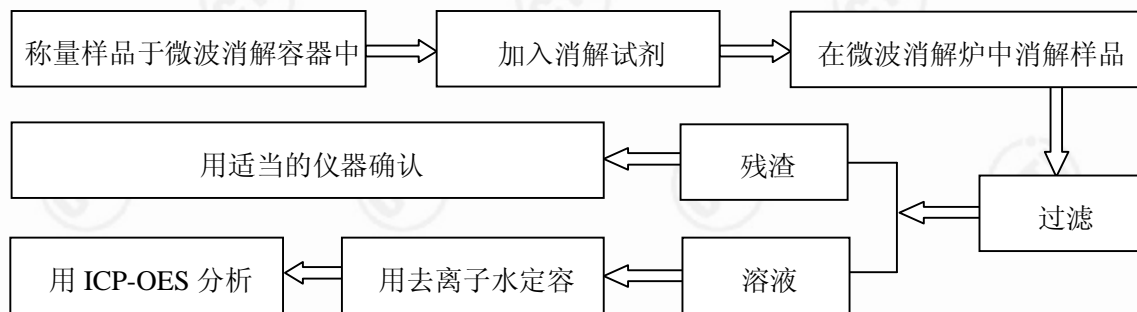 称量样品于微波消解容器中
加入消解试剂
在微波消解炉中消解样品
用适当的仪器确认
残渣
过滤
用 ICP-OES 分析
用去离子水定容
溶液